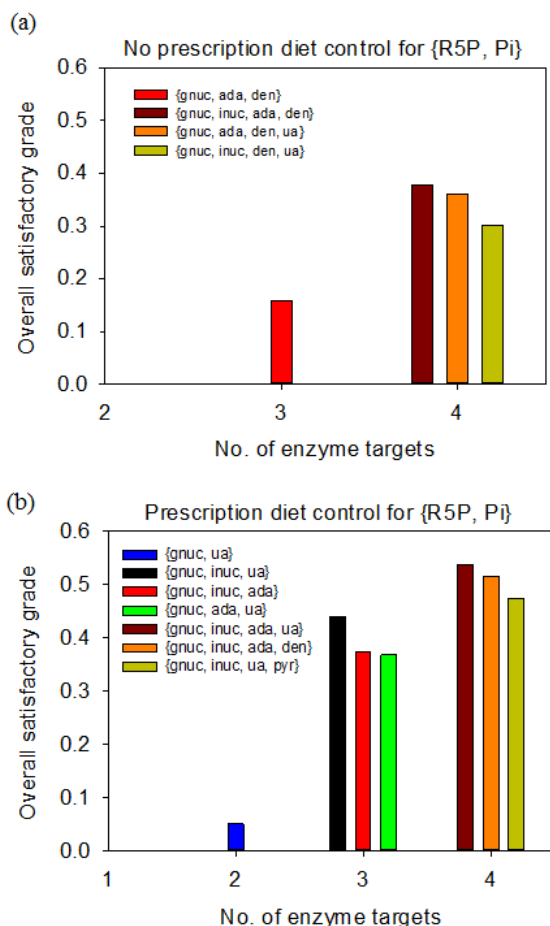 (a)
No prescription diet control for {R5P, Pi}
Overall satisfactory grade
0.6
0.5
0.4
0.3
0.2
0.1
0.0
{gnuc, ada, den}
{gnuc, inuc, ada, den}
{gnuc, ada, den, ua}
{gnuc, inuc, den, ua}
2 3 4
No. of enzyme targets
(b)
Prescription diet control for {R5P, Pi}
Overall satisfactory grade
0.6
0.5
0.4
0.3
0.2
0.1
0.0
{gnuc, ua}
{gnuc, inuc, ua}
{gnuc, inuc, ada}
{gnuc, ada, ua}
{gnuc, inuc, ada, ua}
{gnuc, inuc, ada, den}
{gnuc, inuc, ua, pyr}
1 2 3 4
No. of enzyme targets